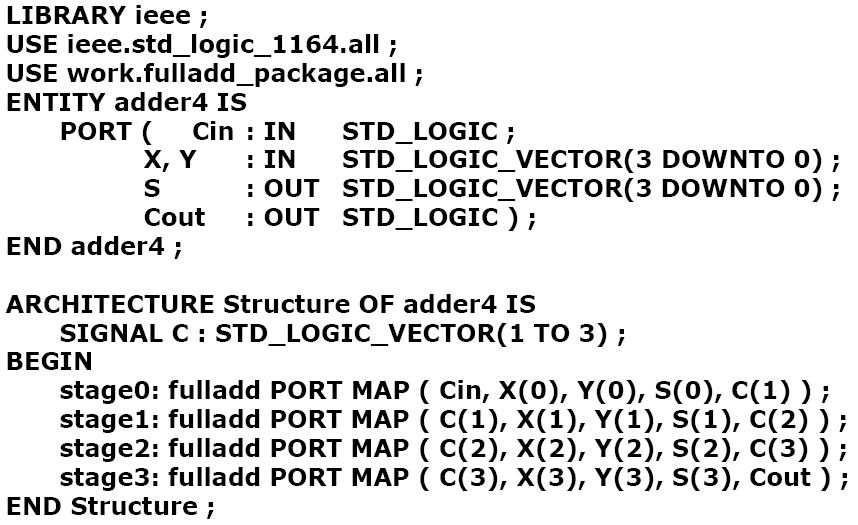 LIBRARY ieee ;
USE ieee.std_logic_1164.all ;
USE work.fulladd_package.all ;
ENTITY adder4 IS
PORT ( Cin : IN STD_LOGIC ;
X, Y : IN STD_LOGIC_VECTOR(3 DOWNTO 0) ;
S : OUT STD_LOGIC_VECTOR(3 DOWNTO 0) ;
Cout : OUT STD_LOGIC ) ;
END adder4 ;

ARCHITECTURE Structure OF adder4 IS
SIGNAL C : STD_LOGIC_VECTOR(1 TO 3) ;
BEGIN
stage0: fulladd PORT MAP ( Cin, X(0), Y(0), S(0), C(1) ) ;
stage1: fulladd PORT MAP ( C(1), X(1), Y(1), S(1), C(2) ) ;
stage2: fulladd PORT MAP ( C(2), X(2), Y(2), S(2), C(3) ) ;
stage3: fulladd PORT MAP ( C(3), X(3), Y(3), S(3), Cout ) ;
END Structure ;